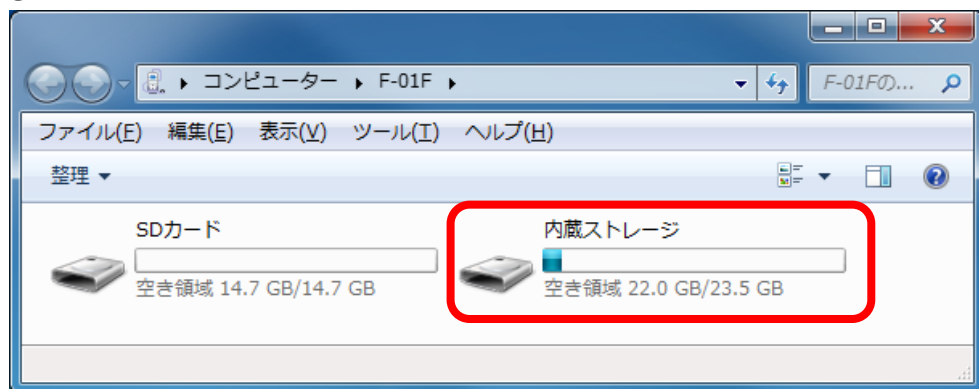 コンピューター ▸ F-01F ▸
F-01Fの...
ファイル(F) 編集(E) 表示(V) ツール(T) ヘルプ(H)
整理 ▼
SDカード
空き領域 14.7 GB/14.7 GB
内蔵ストレージ
空き領域 22.0 GB/23.5 GB